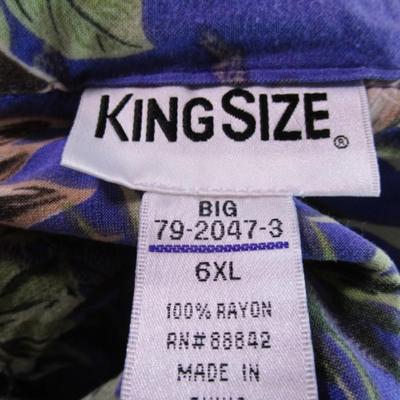 KINGSIZE®
BIG
79-2047-3
6XL
100% RAYON
RN#88842
MADE IN